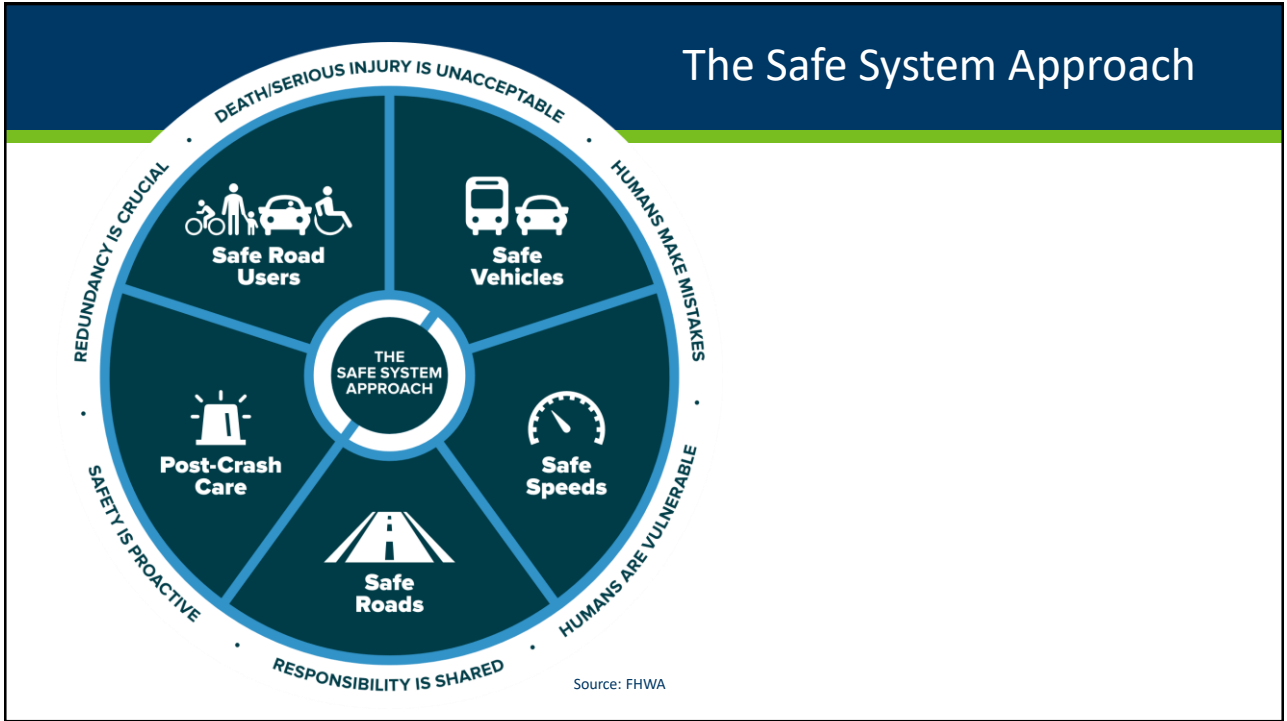 The Safe System Approach
DEATH/SERIOUS INJURY IS UNACCEPTABLE
HUMANS MAKE MISTAKES
HUMANS ARE VULNERABLE
RESPONSIBILITY IS SHARED
SAFETY IS PROACTIVE
REDUNDANCY IS CRUCIAL
Safe Road
Users
Safe
Vehicles
THE
SAFE SYSTEM
APPROACH
Post-Crash
Care
Safe
Speeds
Safe
Roads
Source: FHWA